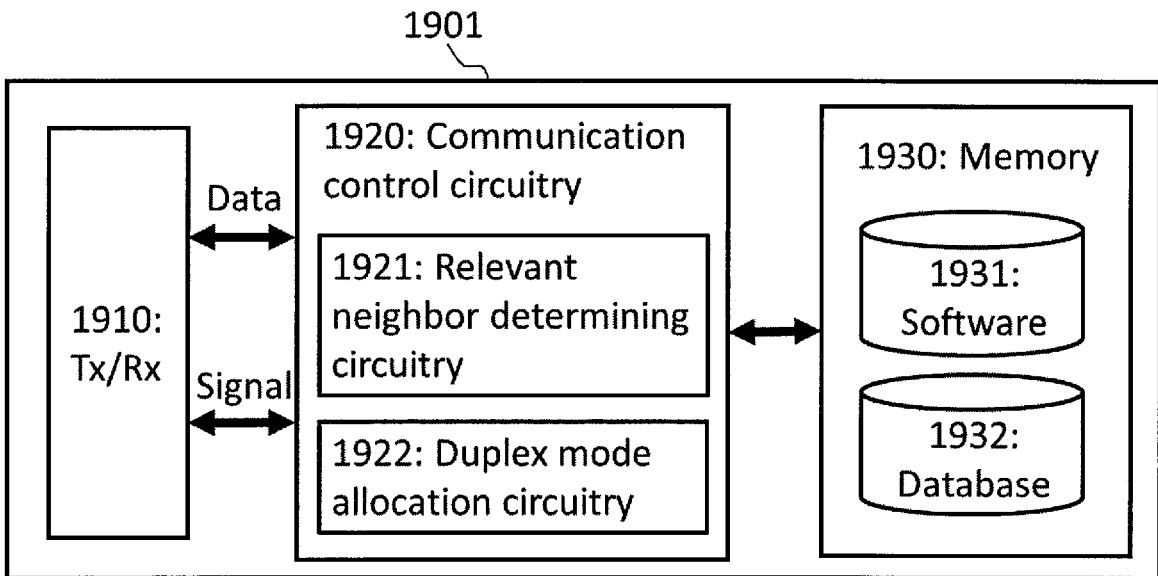 1901
1910:
Tx/Rx
Data
Signal
1920: Communication
control circuitry
1921: Relevant
neighbor determining
circuitry
1922: Duplex mode
allocation circuitry
1930: Memory
1931:
Software
1932:
Database